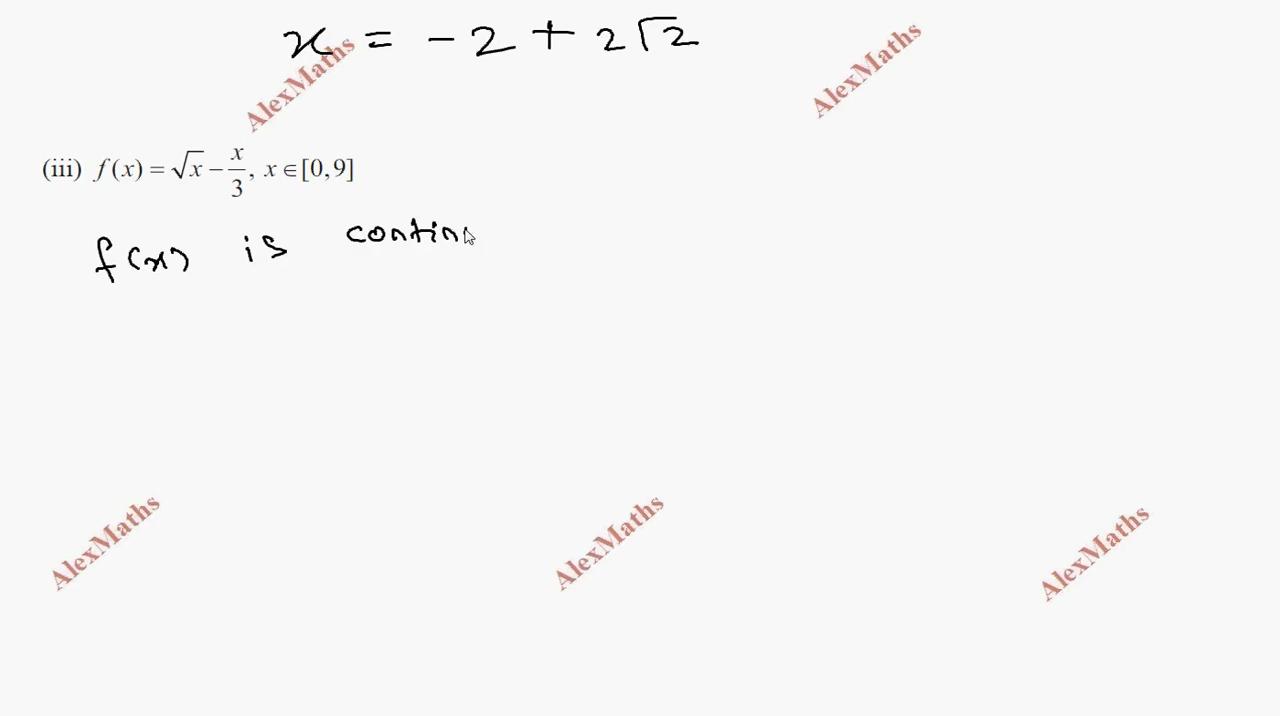 x = -2 + 2√2
AlexMaths
AlexMaths
(iii) f(x) = √x - x/3, x ∈ [0, 9]
f(x) is contin
AlexMaths
AlexMaths
AlexMaths